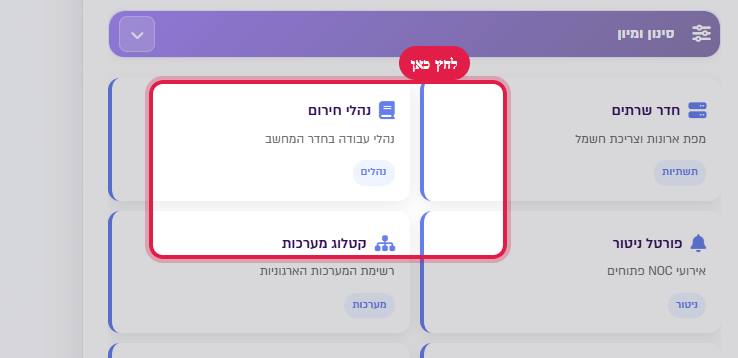 סינון ומיון
לחץ כאן
חדר שרתים
מפת ארונות וצריכת חשמל
תשתיות
נהלי חירום
נהלי עבודה בחדר המחשב
נהלים
פורטל ניטור
אירועי NOC פתוחים
ניטור
קטלוג מערכות
רשימת המערכות הארגוניות
מערכות